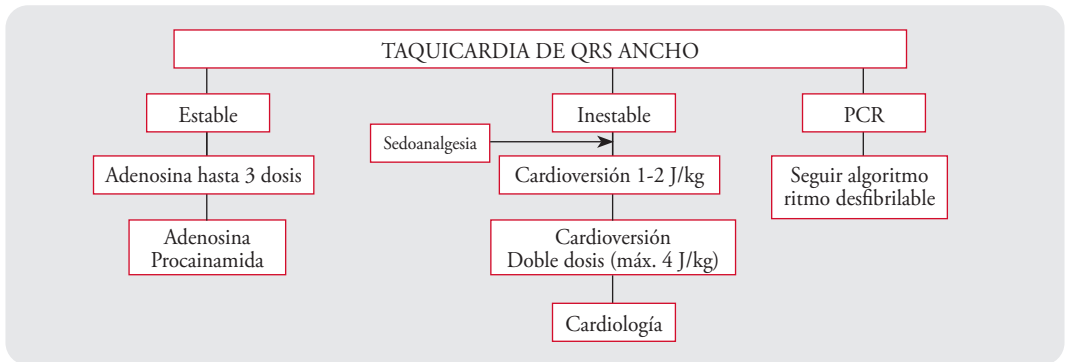 TAQUICARDIA DE QRS ANCHO
Estable
Inestable
PCR
Sedoanalgesia
Adenosina hasta 3 dosis
Cardioversión 1-2 J/kg
Seguir algoritmo
ritmo desfibrilable
Adenosina
Procainamida
Cardioversión
Doble dosis (máx. 4 J/kg)
Cardiología